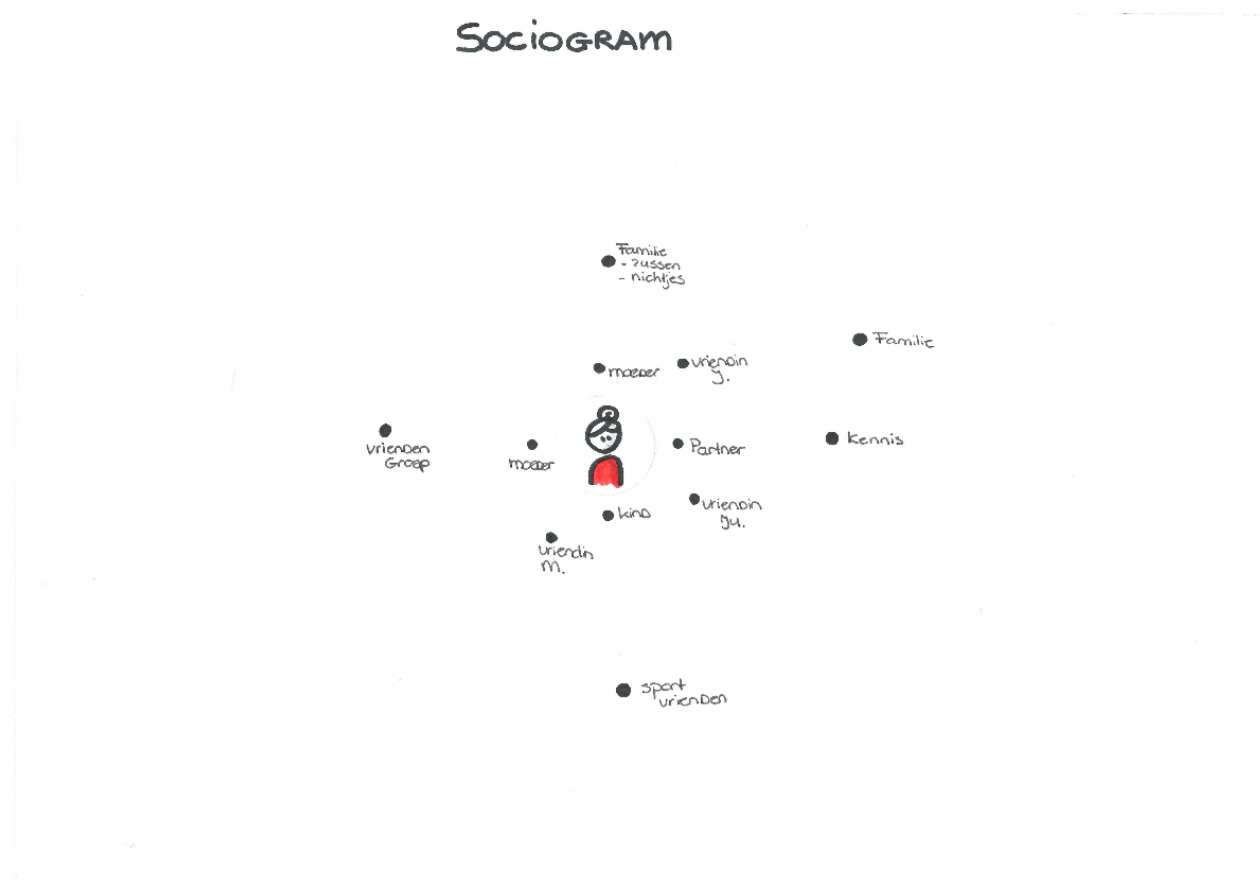 SOCIOGRAM
Familie
- zussen
- nichtjes
Familie
moeder
vriendin
J.
vrienden
Groep
moeder
Partner
Kennis
kind
vriendin
Ju.
vriendin
M.
sport
vrienden